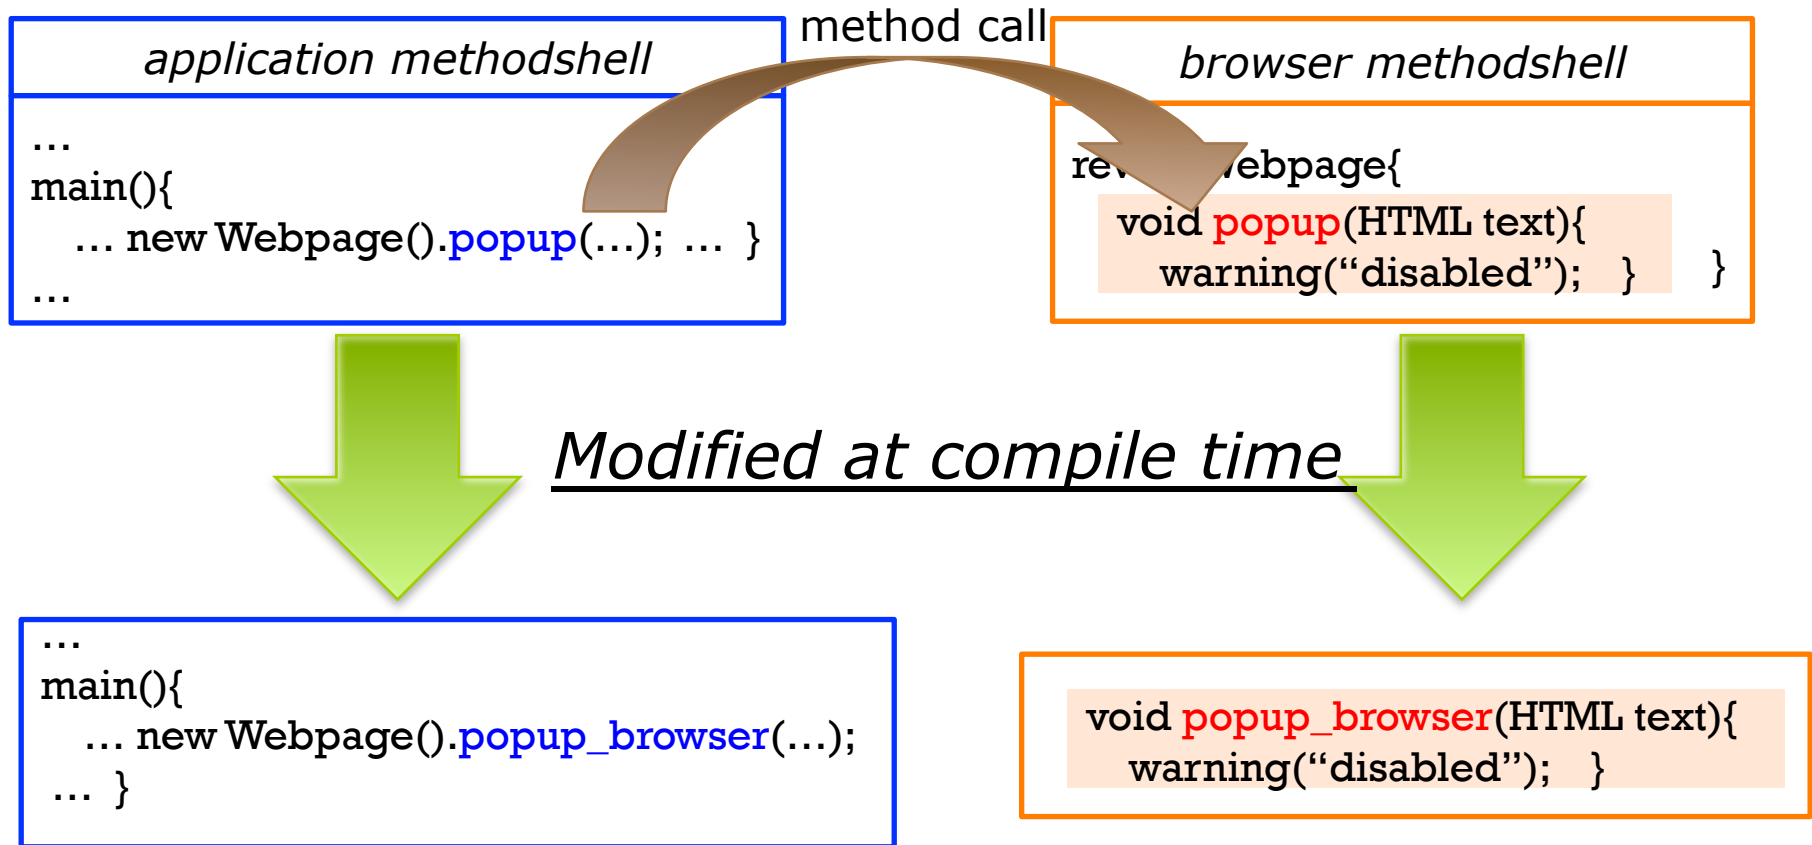 method call
application methodshell
…
main(){
… new Webpage().popup(…); … }
…
browser methodshell
{
void popup(HTML text){
warning(“disabled”); } }
Modified at compile time
…
main(){
… new Webpage().popup_browser(…);
… }
void popup_browser(HTML text){
warning(“disabled”); }